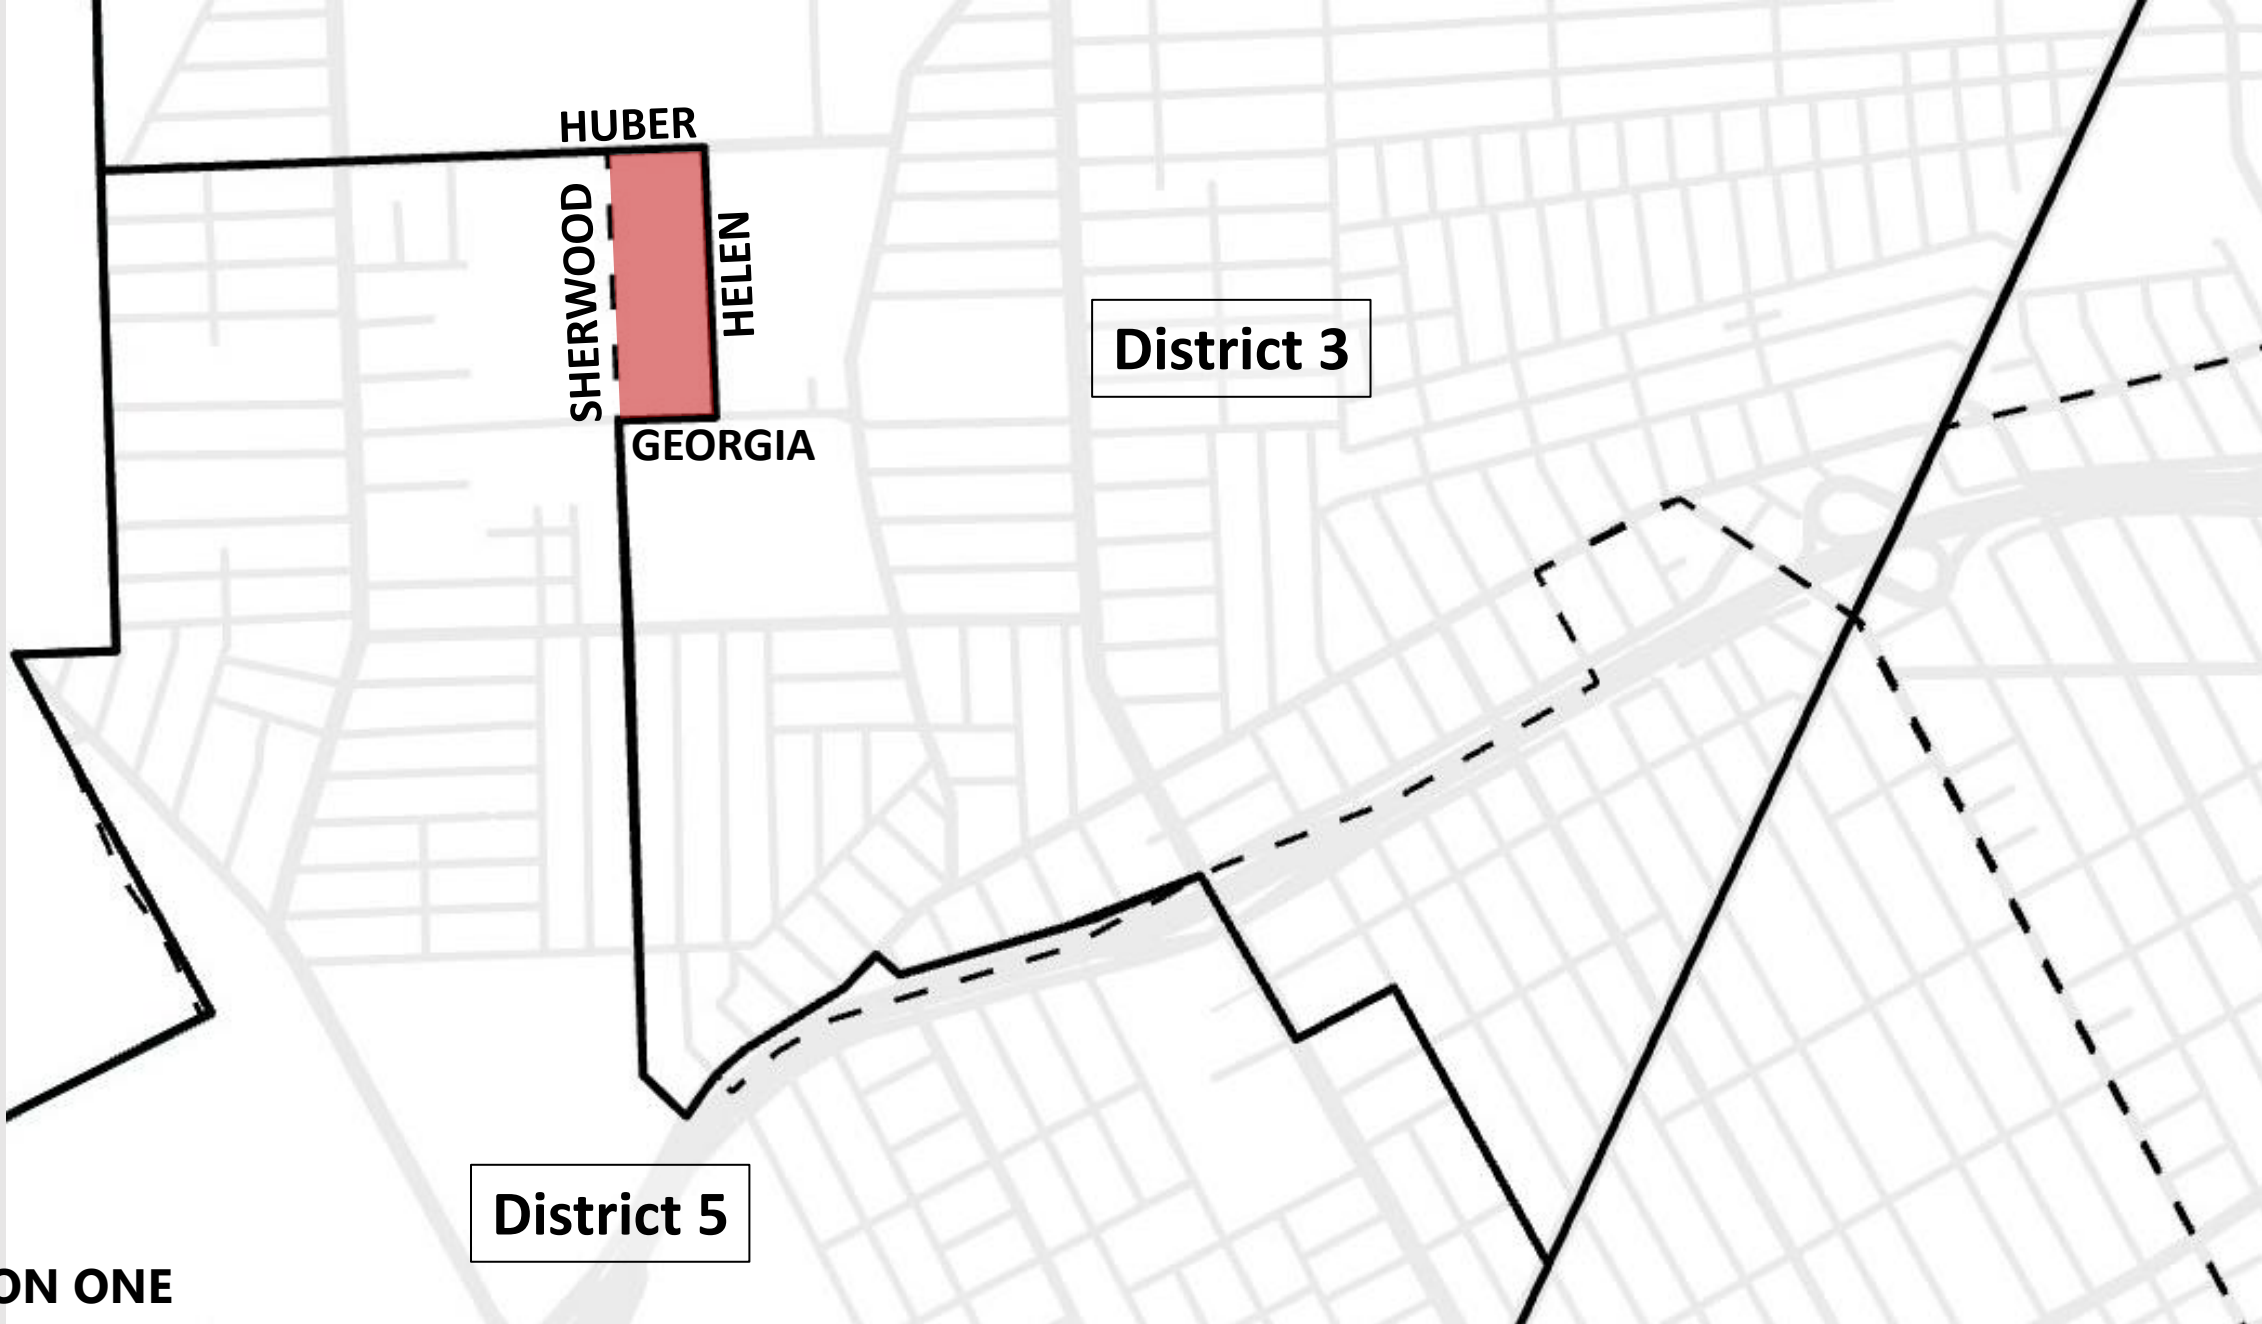 HUBER
SHERWOOD
HELEN
District 3
GEORGIA
District 5
ON ONE